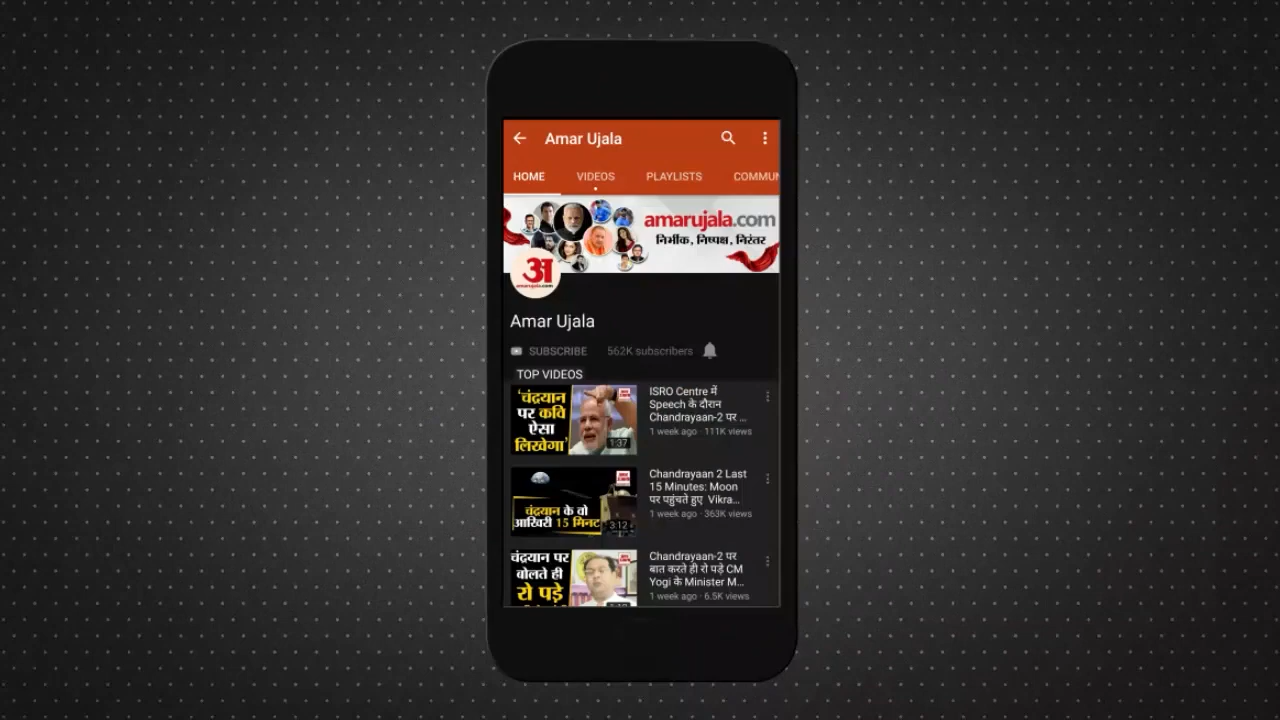 Amar Ujala
HOME VIDEOS PLAYLISTS COMMUN
amarujala.com
निर्भीक, निष्पक्ष, निरंतर
अ
amarujala.com
Amar Ujala
SUBSCRIBE 562K subscribers
TOP VIDEOS
'चंद्रयान
पर कवि
ऐसा
लिखेगा'
1:37
ISRO Centre में
Speech के दौरान
Chandrayaan-2 पर ...
1 week ago · 111K views
चंद्रयान के वो
आखिरी 15 मिनट
3:12
Chandrayaan 2 Last
15 Minutes: Moon
पर पहुंचते हुए Vikra...
1 week ago · 363K views
चंद्रयान पर
बोलते ही
रो पड़े
Chandrayaan-2 पर
बात करते ही रो पड़े CM
Yogi के Minister M...
1 week ago · 6.5K views